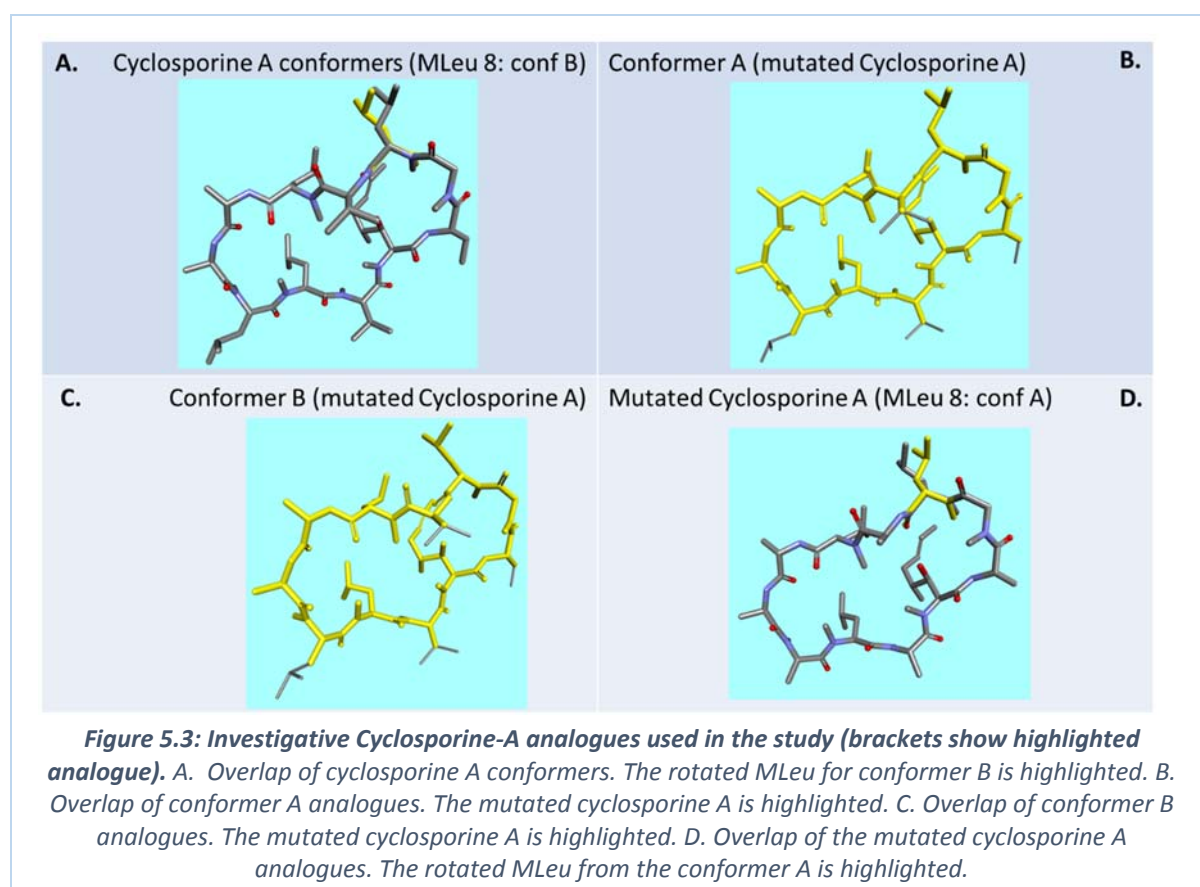 A. Cyclosporine A conformers (MLeu 8: conf B)
Conformer A (mutated Cyclosporine A) B.
C. Conformer B (mutated Cyclosporine A)
Mutated Cyclosporine A (MLeu 8: conf A) D.
Figure 5.3: Investigative Cyclosporine-A analogues used in the study (brackets show highlighted
analogue). A. Overlap of cyclosporine A conformers. The rotated MLeu for conformer B is highlighted. B.
Overlap of conformer A analogues. The mutated cyclosporine A is highlighted. C. Overlap of conformer B
analogues. The mutated cyclosporine A is highlighted. D. Overlap of the mutated cyclosporine A
analogues. The rotated MLeu from the conformer A is highlighted.